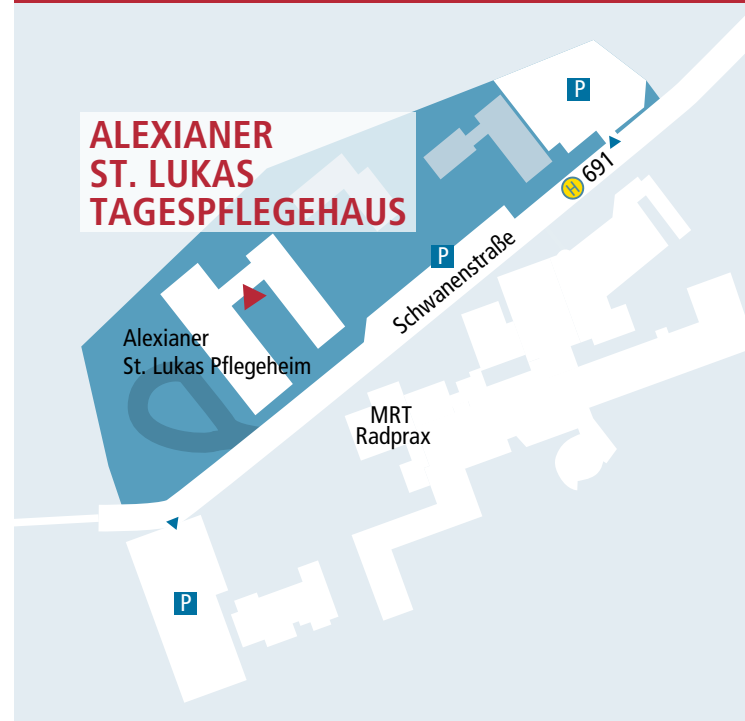 ALEXIANER
ST. LUKAS
TAGESPFLEGEHAUS
P
H 691
P
Schwanenstraße
Alexianer
St. Lukas Pflegeheim
MRT
Radprax
P